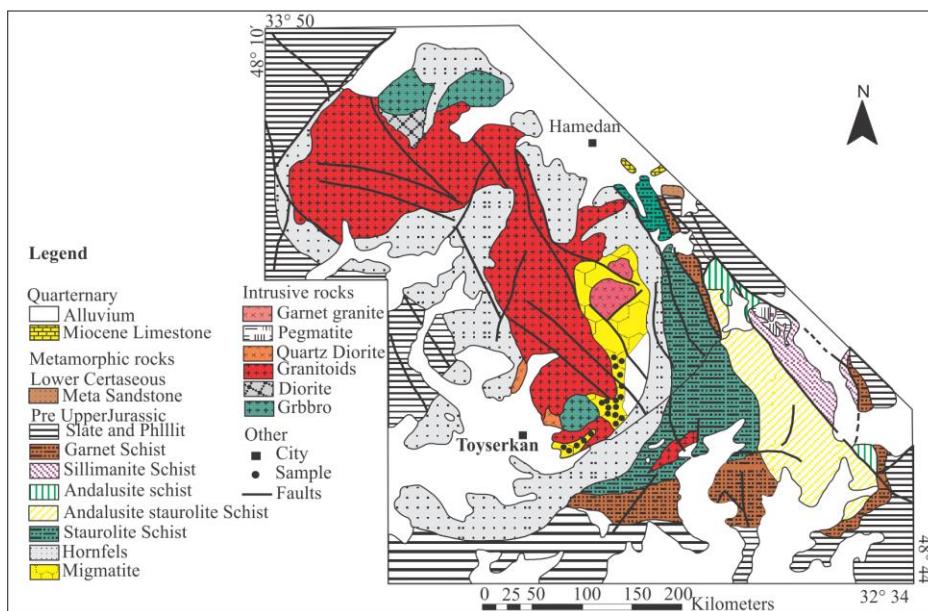 33° 50
48° 10´
N
Hamedan
Toyserkan
Legend
Quarternary
Alluvium
Miocene Limestone
Metamorphic rocks
Lower Certaseous
Meta Sandstone
Pre UpperJurassic
Slate and Phlllit
Garnet Schist
Sillimanite Schist
Andalusite schist
Andalusite staurolite Schist
Staurolite Schist
Hornfels
Migmatite
Intrusive rocks
Garnet granite
Pegmatite
Quartz Diorite
Granitoids
Diorite
Grbbro
Other
City
Sample
Faults
0 25 50 100 150 200
Kilometers
48° 44
32° 34